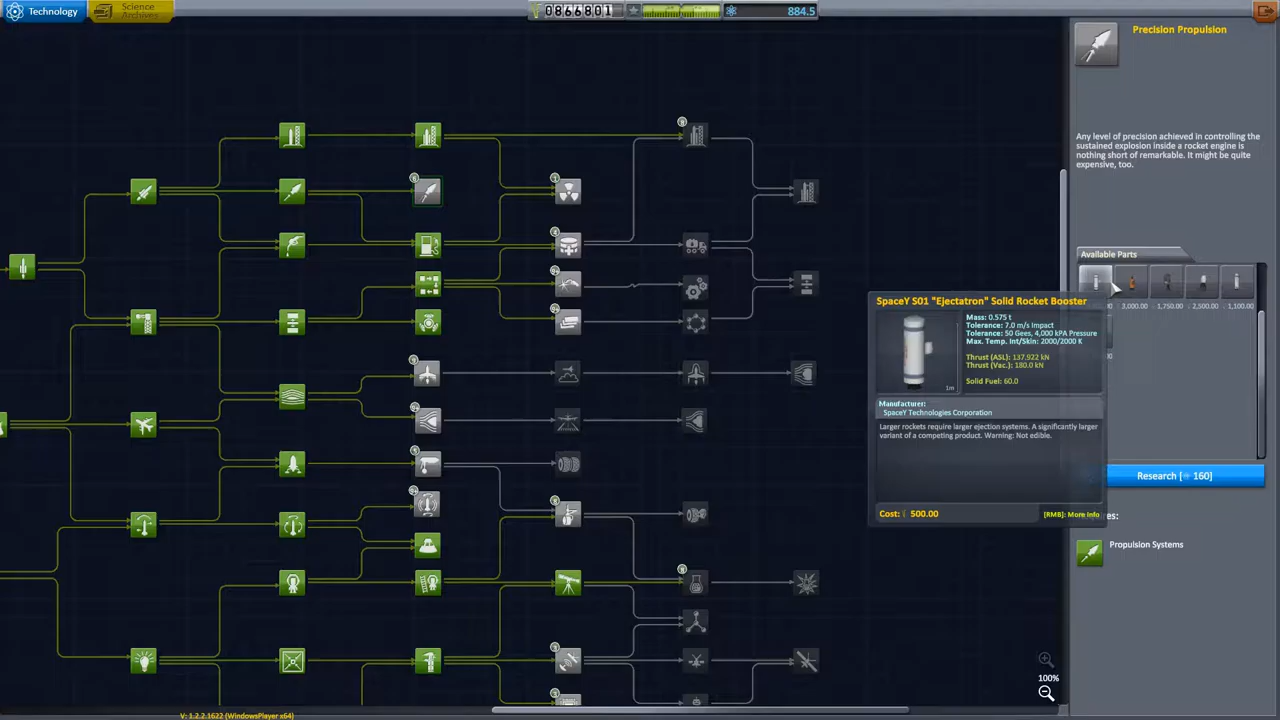 Technology
Science
Archives
0866801
884.5
Precision Propulsion
Any level of precision achieved in controlling the
sustained explosion inside a rocket engine is
nothing short of remarkable. It might be quite
expensive, too.
Available Parts
3,000.00 1,750.00 2,500.00 1,100.00
SpaceY S01 "Ejectatron" Solid Rocket Booster
Mass: 0.575 t
Tolerance: 7.0 m/s Impact
Tolerance: 50 Gees, 4,000 kPA Pressure
Max. Temp. Int/Skin: 2000/2000 K
Thrust (ASL): 137.922 kN
Thrust (Vac.): 180.0 kN
Solid Fuel: 60.0
1m
Manufacturer:
SpaceY Technologies Corporation
Larger rockets require larger ejection systems. A significantly larger
variant of a competing product. Warning: Not edible.
Research [ 160]
Cost: 500.00
[RMB]: More Info
Propulsion Systems
100%
V: 1.2.2.1622 (WindowsPlayer x64)